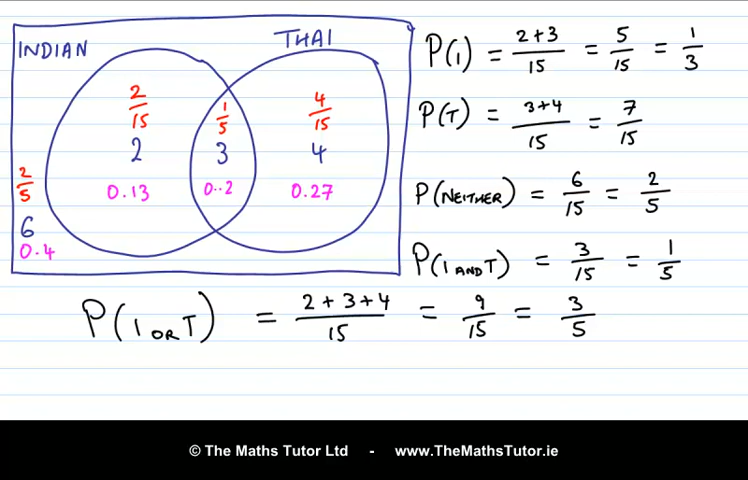 INDIAN
THAI
2/15
1/5
4/15
2
3
4
2/5
0.13
0..2
0.27
6
0.4
P(I) = 2+3/15 = 5/15 = 1/3
P(T) = 3+4/15 = 7/15
P(NEITHER) = 6/15 = 2/5
P(I AND T) = 3/15 = 1/5
P(I OR T) = 2+3+4/15 = 9/15 = 3/5
© The Maths Tutor Ltd - www.TheMathsTutor.ie